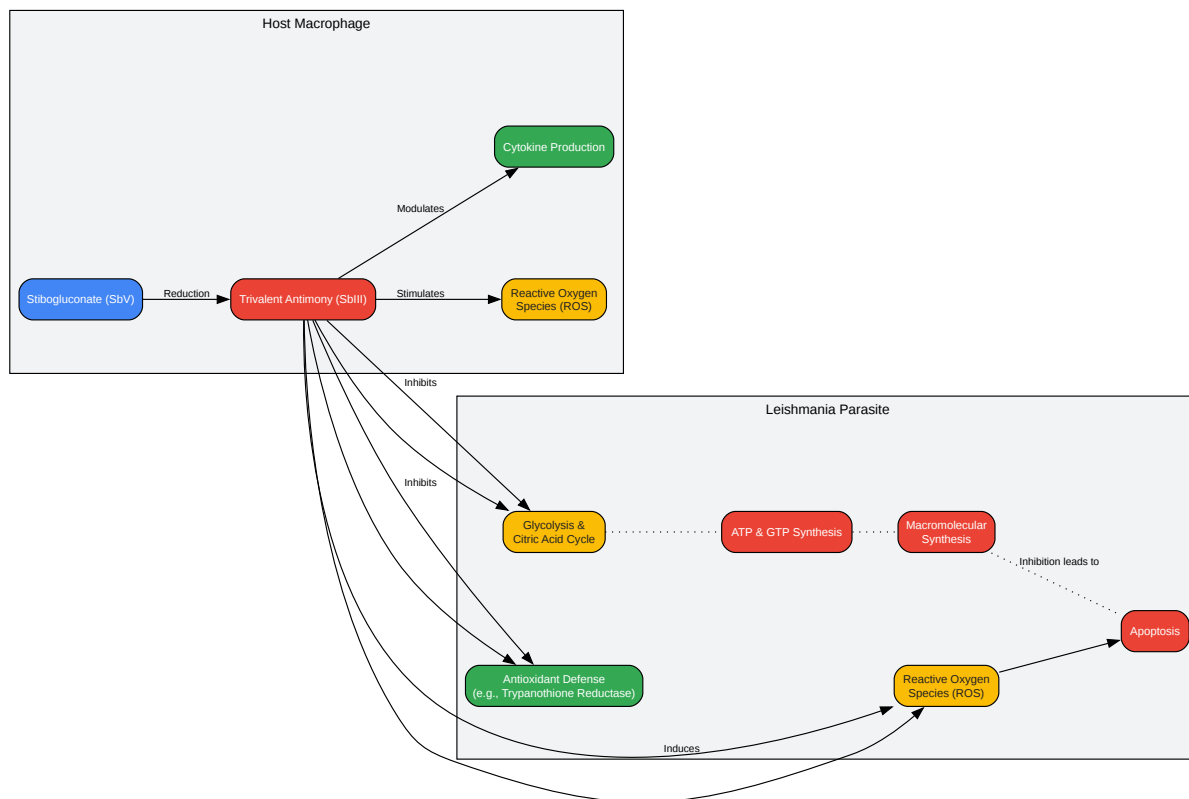 Host Macrophage
Cytokine Production
Modulates
Stibogluconate (SbV)
Reduction
Trivalent Antimony (SbIII)
Stimulates
Reactive Oxygen
Species (ROS)
Inhibits
Leishmania Parasite
Inhibits
Glycolysis &
Citric Acid Cycle
ATP & GTP Synthesis
Macromolecular
Synthesis
Inhibition leads to
Apoptosis
Antioxidant Defense
(e.g., Trypanothione Reductase)
Reactive Oxygen
Species (ROS)
Induces